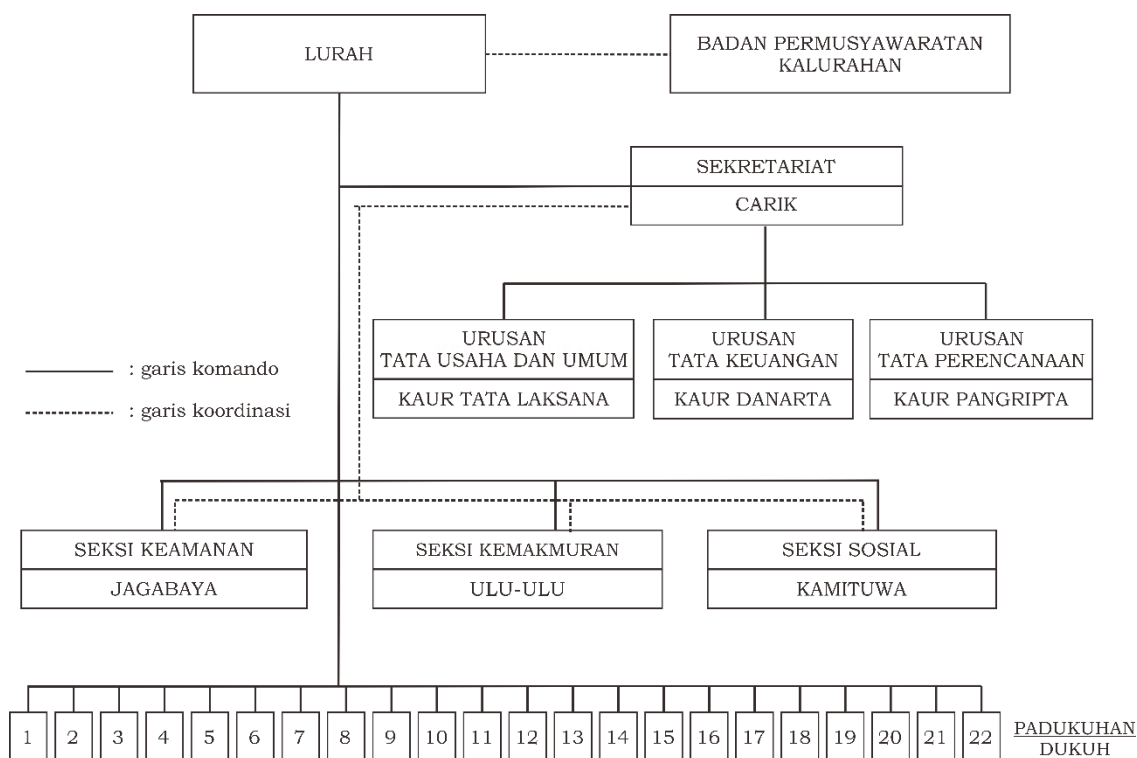 LURAH
BADAN PERMUSYAWARATAN
KALURAHAN
SEKRETARIAT
CARIK
URUSAN
TATA USAHA DAN UMUM
KAUR TATA LAKSANA
URUSAN
TATA KEUANGAN
KAUR DANARTA
URUSAN
TATA PERENCANAAN
KAUR PANGRIPTA
: garis komando
: garis koordinasi
SEKSI KEAMANAN
JAGABAYA
SEKSI KEMAKMURAN
ULU-ULU
SEKSI SOSIAL
KAMITUWA
1 2 3 4 5 6 7 8 9 10 11 12 13 14 15 16 17 18 19 20 21 22
PADUKUHAN
DUKUH